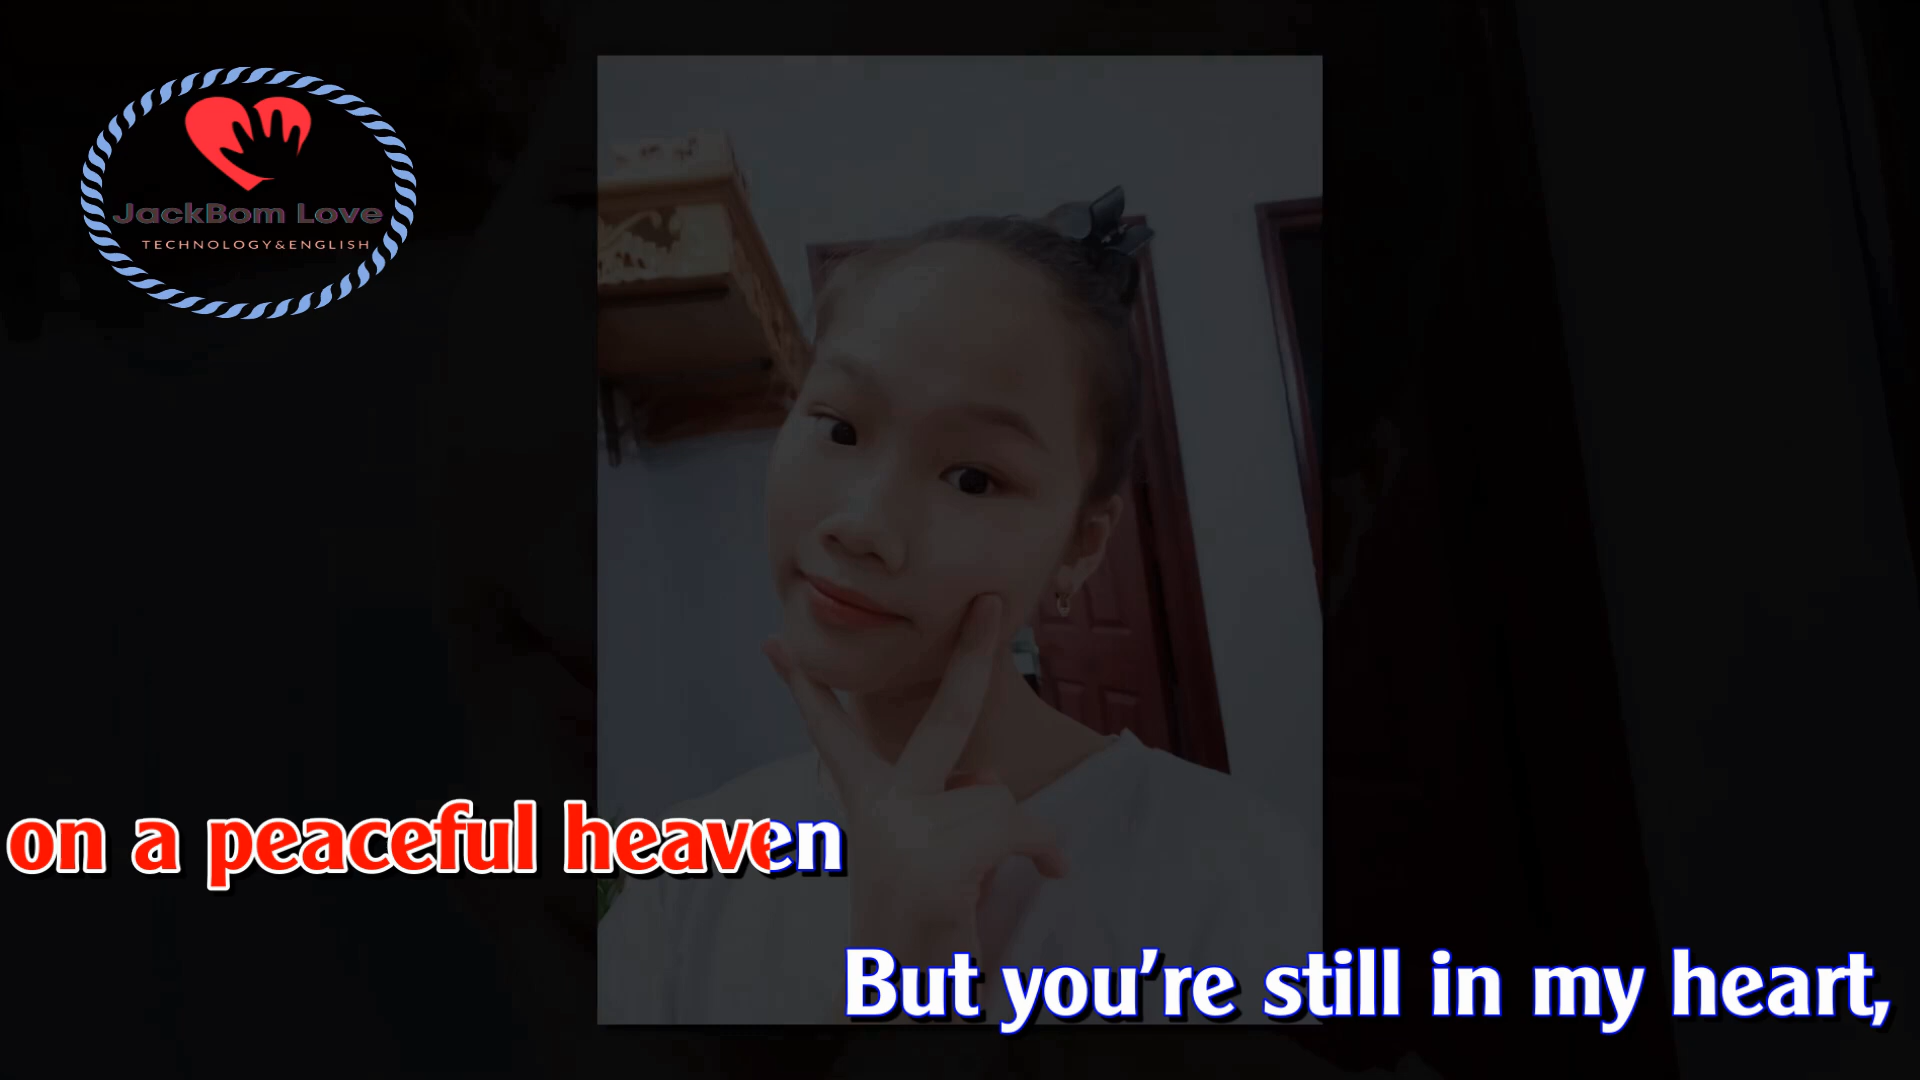 JackBom Love
TECHNOLOGY&ENGLISH
on a peaceful heaven
But you're still in my heart,